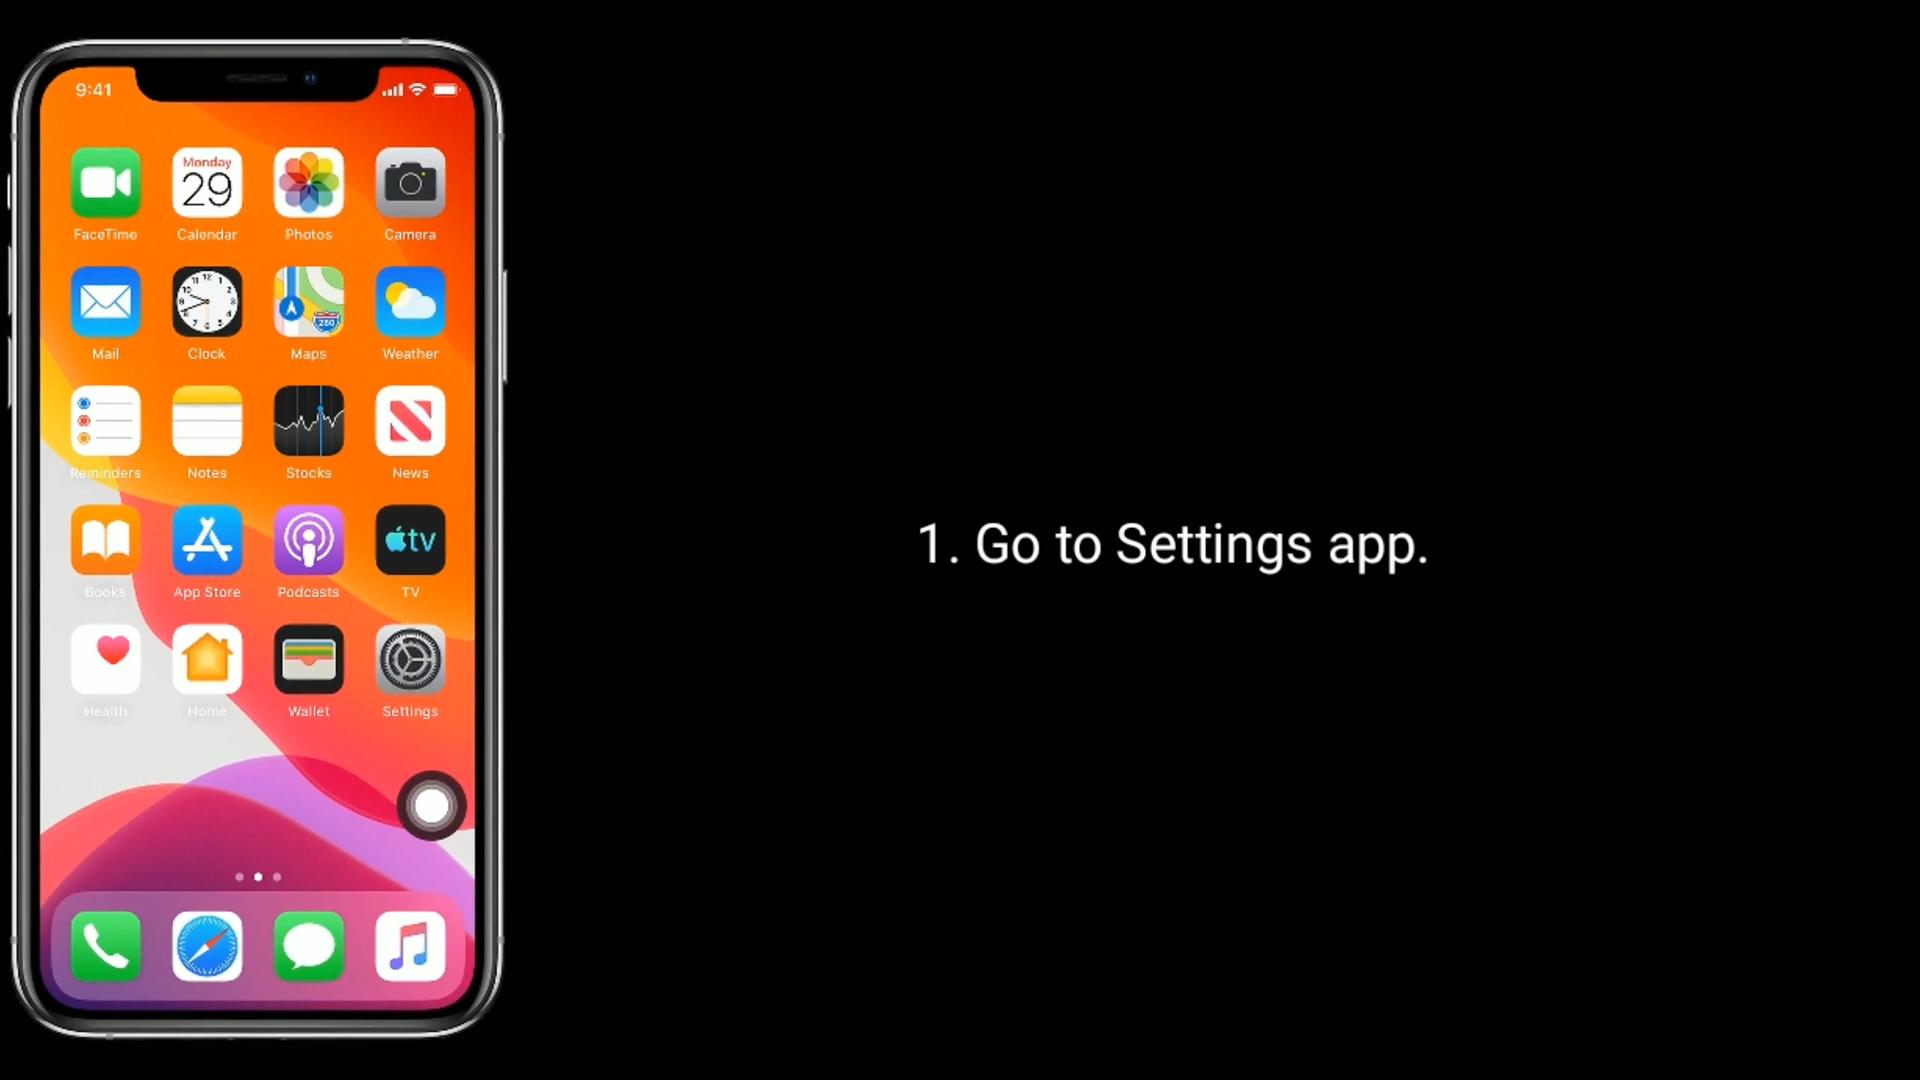 9:41
Monday
29
FaceTime Calendar Photos Camera
280
Mail Clock Maps Weather
Reminders Notes Stocks News
tv
Books App Store Podcasts TV
Health Home Wallet Settings
1. Go to Settings app.